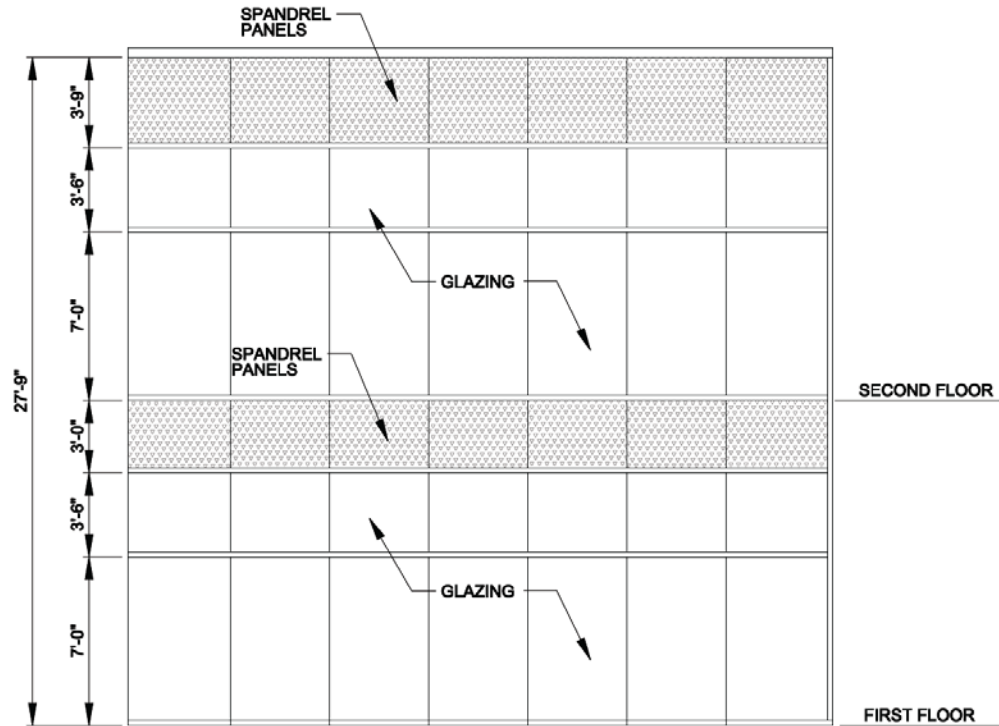 SPANDREL
PANELS
3'-9"
3'-6"
GLAZING
7'-0"
SPANDREL
PANELS
27'-9"
SECOND FLOOR
3'-0"
3'-6"
GLAZING
7'-0"
FIRST FLOOR